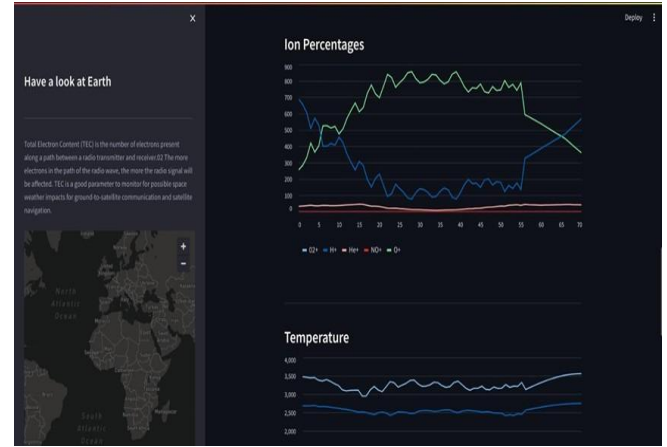 X
Deploy
Have a look at Earth
Total Electron Content (TEC) is the number of electrons present
along a path between a radio transmitter and receiver.02 The more
electrons in the path of the radio wave, the more the radio signal will
be affected. TEC is a good parameter to monitor for possible space
weather impacts for ground-to-satellite communication and satellite
navigation.
+
−
North
Atlantic
Ocean
South
Atlantic
Ocean
Madagascar
Ion Percentages
900
800
700
600
500
400
300
200
100
0
0 5 10 15 20 25 30 35 40 45 50 55 60 65 70
02+ H+ He+ NO+ O+
Temperature
4,000
3,500
3,000
2,500
2,000